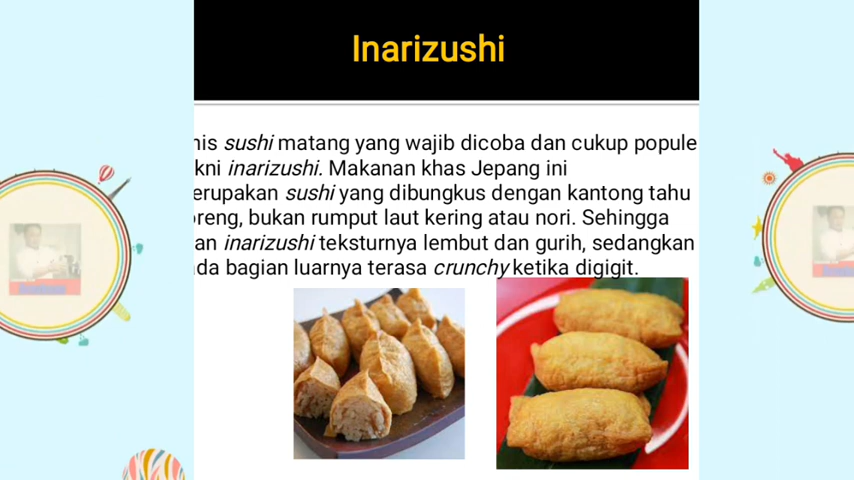 Inarizushi
nis sushi matang yang wajib dicoba dan cukup popule
kni inarizushi. Makanan khas Jepang ini
erupakan sushi yang dibungkus dengan kantong tahu
oreng, bukan rumput laut kering atau nori. Sehingga
an inarizushi teksturnya lembut dan gurih, sedangkan
da bagian luarnya terasa crunchy ketika digigit.